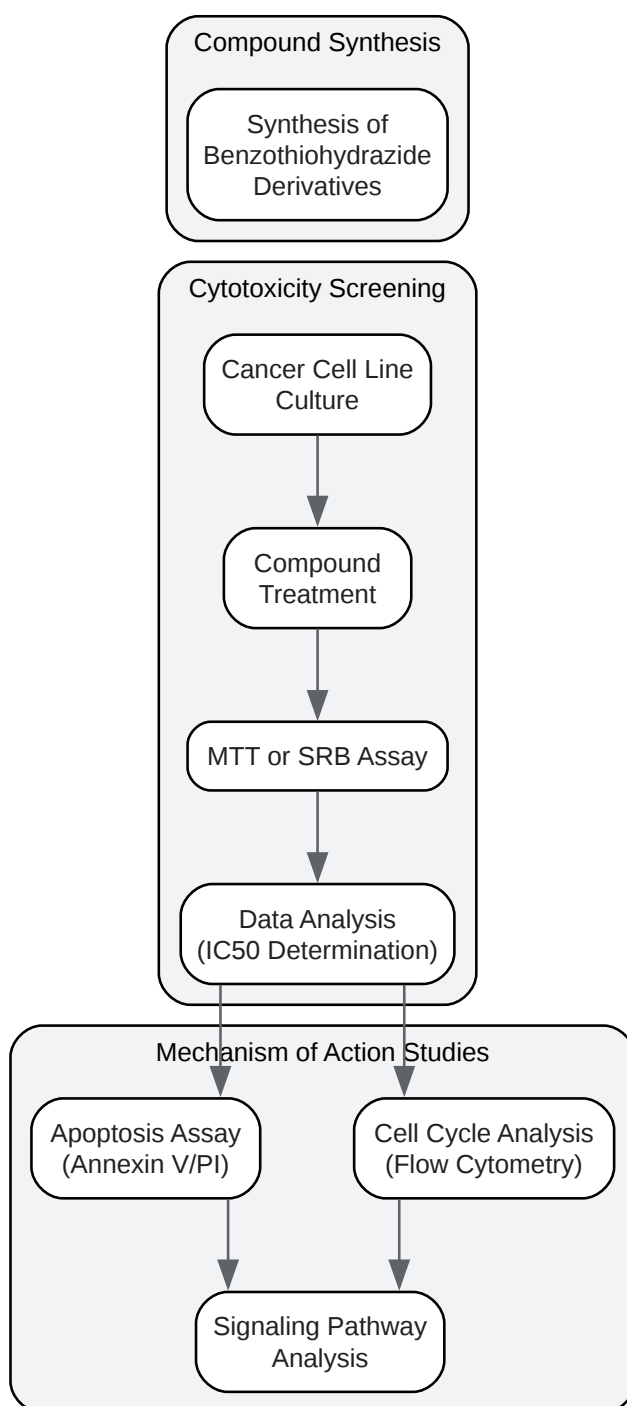 Compound Synthesis
Synthesis of
Benzothiohydrazide
Derivatives
Cytotoxicity Screening
Cancer Cell Line
Culture
Compound
Treatment
MTT or SRB Assay
Data Analysis
(IC50 Determination)
Mechanism of Action Studies
Apoptosis Assay
(Annexin V/PI)
Cell Cycle Analysis
(Flow Cytometry)
Signaling Pathway
Analysis